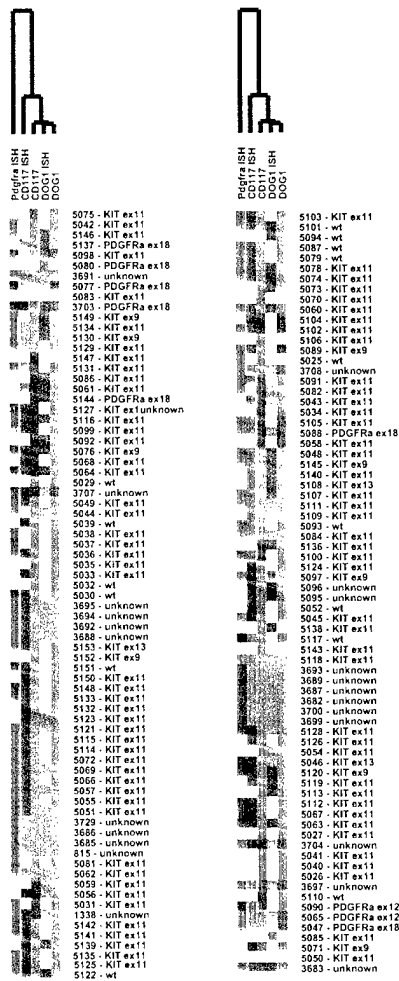 Pdgfra ISH
CD117 ISH
CD117
DOG1 ISH
DOG1
5075 - KIT ex11
5042 - KIT ex11
5146 - KIT ex11
5137 - PDGFRa ex18
5098 - KIT ex11
5080 - PDGFRa ex18
3691 - unknown
5077 - PDGFRa ex18
5083 - KIT ex11
3703 - PDGFRa ex18
5149 - KIT ex9
5134 - KIT ex11
5130 - KIT ex9
5129 - KIT ex11
5147 - KIT ex11
5131 - KIT ex11
5086 - KIT ex11
5061 - KIT ex11
5144 - PDGFRa ex18
5127 - KIT ex1unknown
5116 - KIT ex11
5099 - KIT ex11
5092 - KIT ex11
5076 - KIT ex9
5068 - KIT ex11
5064 - KIT ex11
5029 - wt
3707 - unknown
5049 - KIT ex11
5044 - KIT ex11
5039 - wt
5038 - KIT ex11
5037 - KIT ex11
5036 - KIT ex11
5035 - KIT ex11
5033 - KIT ex11
5032 - wt
5030 - wt
3695 - unknown
3694 - unknown
3692 - unknown
3688 - unknown
5153 - KIT ex13
5152 - KIT ex9
5151 - wt
5150 - KIT ex11
5148 - KIT ex11
5133 - KIT ex11
5132 - KIT ex11
5123 - KIT ex11
5121 - KIT ex11
5115 - KIT ex11
5114 - KIT ex11
5072 - KIT ex11
5069 - KIT ex11
5066 - KIT ex11
5057 - KIT ex11
5055 - KIT ex11
5051 - KIT ex11
3729 - unknown
3686 - unknown
3685 - unknown
815 - unknown
5081 - KIT ex11
5062 - KIT ex11
5059 - KIT ex11
5056 - KIT ex11
5031 - KIT ex11
1338 - unknown
5142 - KIT ex11
5141 - KIT ex11
5139 - KIT ex11
5135 - KIT ex11
5125 - KIT ex11
5122 - wt
Pdgfra ISH
CD117 ISH
CD117
DOG1 ISH
DOG1
5103 - KIT ex11
5101 - wt
5094 - wt
5087 - wt
5079 - wt
5078 - KIT ex11
5074 - KIT ex11
5073 - KIT ex11
5070 - KIT ex11
5060 - KIT ex11
5104 - KIT ex11
5102 - KIT ex11
5106 - KIT ex11
5089 - KIT ex9
5025 - wt
3708 - unknown
5091 - KIT ex11
5082 - KIT ex11
5043 - KIT ex11
5034 - KIT ex11
5105 - KIT ex11
5088 - PDGFRa ex18
5058 - KIT ex11
5048 - KIT ex11
5145 - KIT ex9
5140 - KIT ex11
5108 - KIT ex13
5107 - KIT ex11
5111 - KIT ex11
5109 - KIT ex11
5093 - wt
5084 - KIT ex11
5136 - KIT ex11
5100 - KIT ex11
5124 - KIT ex11
5097 - KIT ex9
5096 - unknown
5095 - unknown
5052 - wt
5045 - KIT ex11
5138 - KIT ex11
5117 - wt
5143 - KIT ex11
5118 - KIT ex11
3693 - unknown
3689 - unknown
3687 - unknown
3682 - unknown
3700 - unknown
3699 - unknown
5128 - KIT ex11
5126 - KIT ex11
5054 - KIT ex11
5046 - KIT ex13
5120 - KIT ex9
5119 - KIT ex11
5113 - KIT ex11
5112 - KIT ex11
5067 - KIT ex11
5063 - KIT ex11
5027 - KIT ex11
3704 - unknown
5041 - KIT ex11
5040 - KIT ex11
5026 - KIT ex11
3697 - unknown
5110 - wt
5090 - PDGFRa ex12
5065 - PDGFRa ex12
5047 - PDGFRa ex18
5085 - KIT ex11
5071 - KIT ex9
5050 - KIT ex11
3683 - unknown